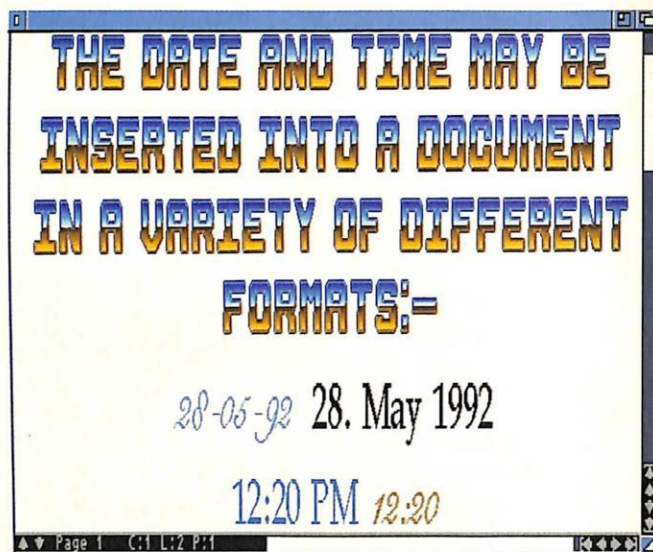 THE DATE AND TIME MAY BE
INSERTED INTO A DOCUMENT
IN A VARIETY OF DIFFERENT
FORMATS:-
28-05-92 28. May 1992
12:20 PM 12:20
Page 1 C:1 L:2 P:1